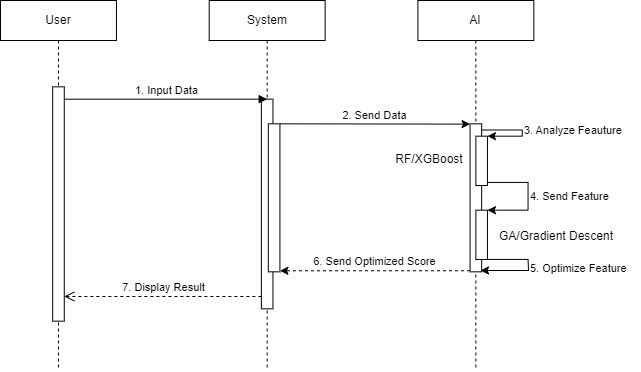 User
System
AI
1. Input Data
2. Send Data
3. Analyze Feauture
RF/XGBoost
4. Send Feature
GA/Gradient Descent
6. Send Optimized Score
5. Optimize Feature
7. Display Result